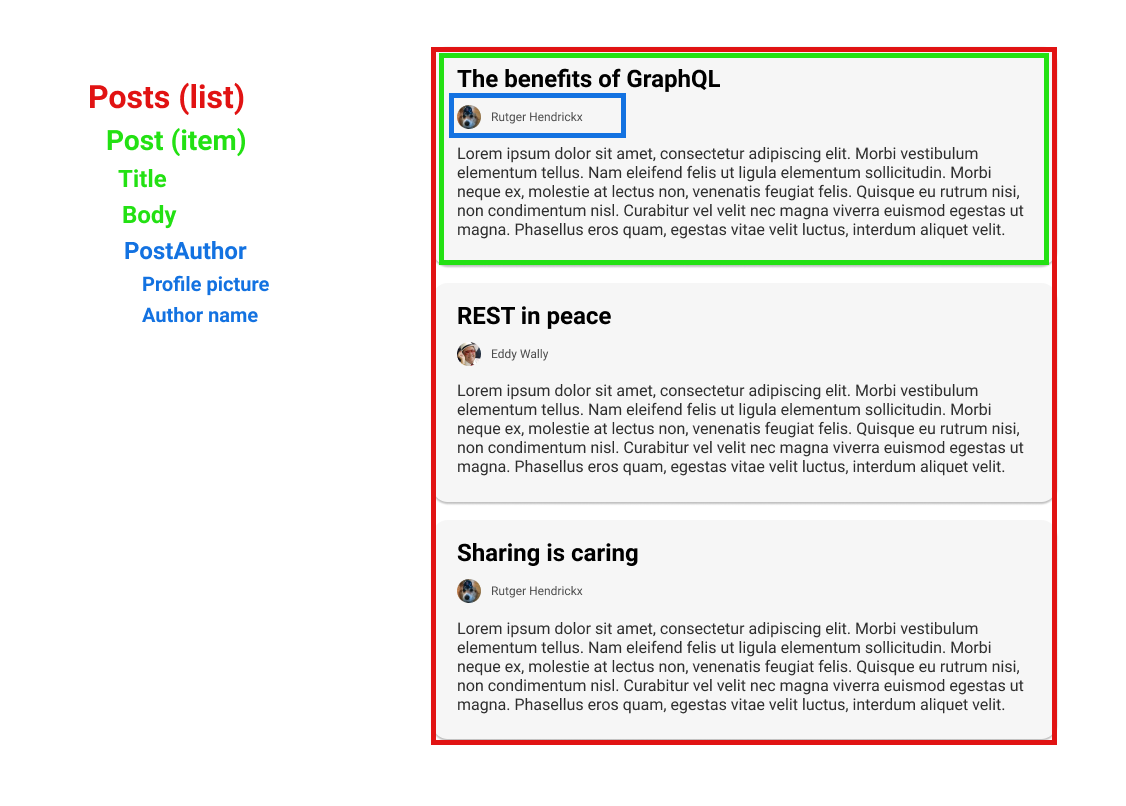 Posts (list)
Post (item)
Title
Body
PostAuthor
Profile picture
Author name
The benefits of GraphQL
Rutger Hendrickx
Lorem ipsum dolor sit amet, consectetur adipiscing elit. Morbi vestibulum
elementum tellus. Nam eleifend felis ut ligula elementum sollicitudin. Morbi
neque ex, molestie at lectus non, venenatis feugiat felis. Quisque eu rutrum nisi,
non condimentum nisl. Curabitur vel velit nec magna viverra euismod egestas ut
magna. Phasellus eros quam, egestas vitae velit luctus, interdum aliquet velit.
REST in peace
Eddy Wally
Lorem ipsum dolor sit amet, consectetur adipiscing elit. Morbi vestibulum
elementum tellus. Nam eleifend felis ut ligula elementum sollicitudin. Morbi
neque ex, molestie at lectus non, venenatis feugiat felis. Quisque eu rutrum nisi,
non condimentum nisl. Curabitur vel velit nec magna viverra euismod egestas ut
magna. Phasellus eros quam, egestas vitae velit luctus, interdum aliquet velit.
Sharing is caring
Rutger Hendrickx
Lorem ipsum dolor sit amet, consectetur adipiscing elit. Morbi vestibulum
elementum tellus. Nam eleifend felis ut ligula elementum sollicitudin. Morbi
neque ex, molestie at lectus non, venenatis feugiat felis. Quisque eu rutrum nisi,
non condimentum nisl. Curabitur vel velit nec magna viverra euismod egestas ut
magna. Phasellus eros quam, egestas vitae velit luctus, interdum aliquet velit.